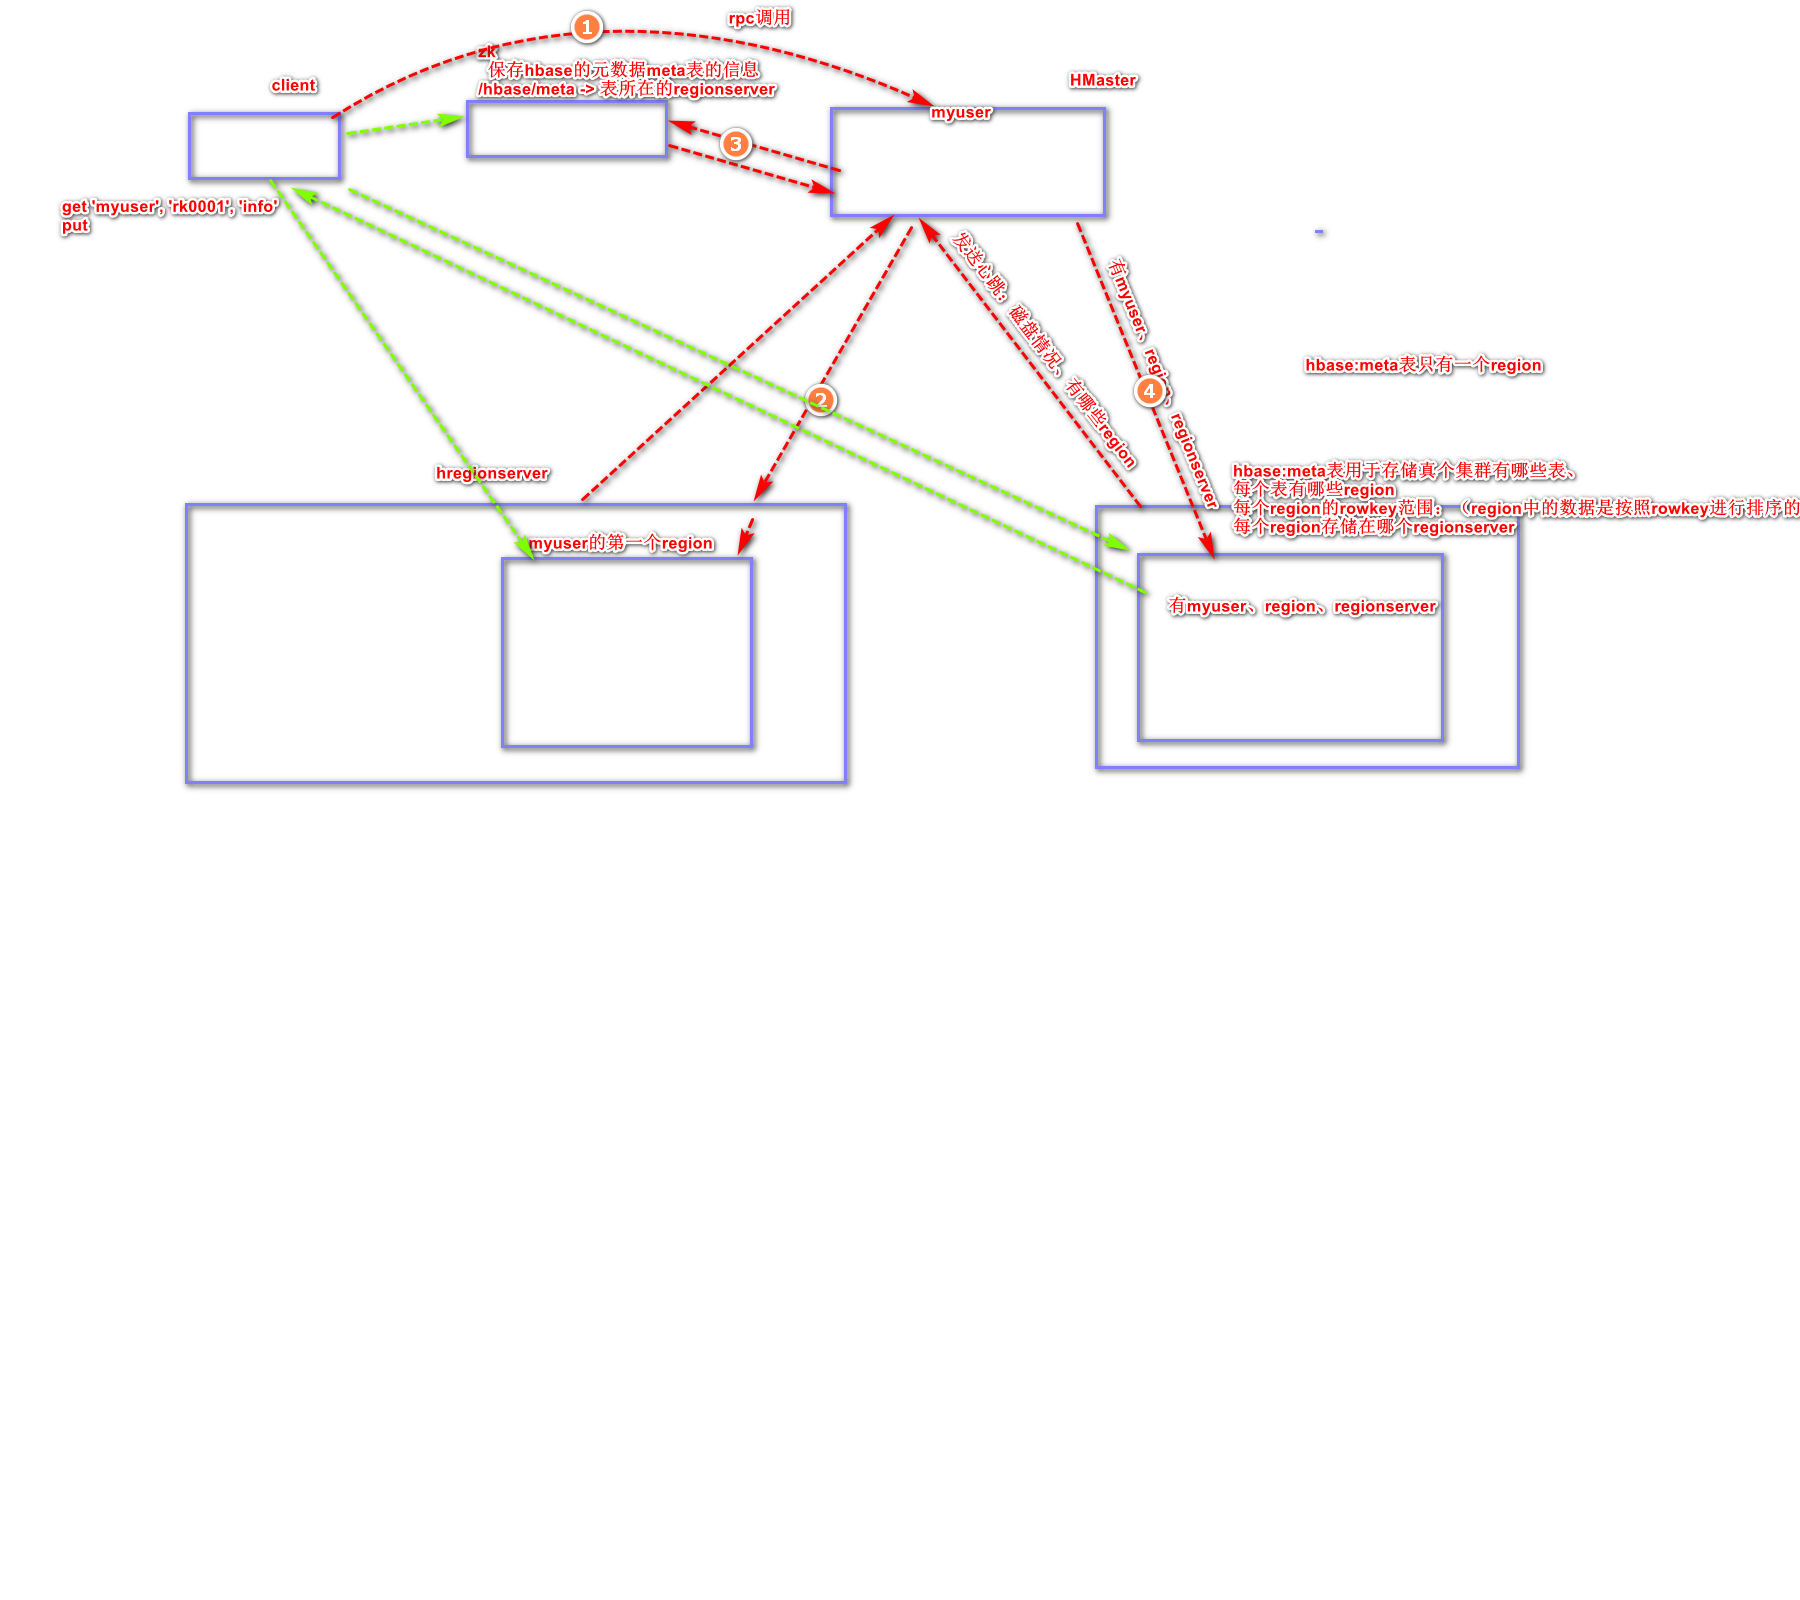 1
rpc调用
zk
保存hbase的元数据meta表的信息
/hbase/meta -> 表所在的regionserver
client
HMaster
myuser
3
get 'myuser', 'rk0001', 'info'
put
发送心跳：磁盘情况、有哪些region
有myuser、region、regionserver
2
4
hbase:meta表只有一个region
hregionserver
hbase:meta表用于存储真个集群有哪些表、
每个表有哪些region
每个region的rowkey范围：（region中的数据是按照rowkey进行排序的
每个region存储在哪个regionserver
myuser的第一个region
有myuser、region、regionserver